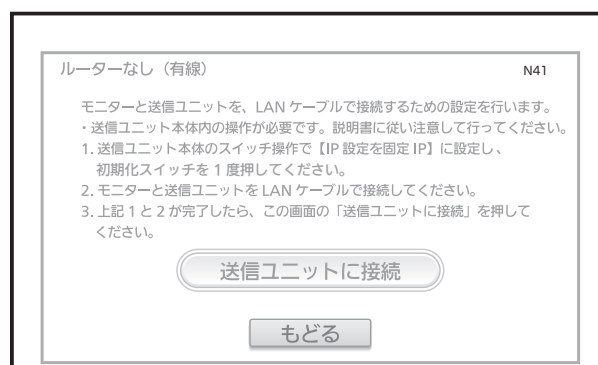 ルーターなし（有線）
N41
モニターと送信ユニットを、LAN ケーブルで接続するための設定を行います。
・送信ユニット本体内の操作が必要です。説明書に従い注意して行ってください。
1. 送信ユニット本体のスイッチ操作で【IP 設定を固定 IP】に設定し、
初期化スイッチを 1 度押してください。
2. モニターと送信ユニットを LAN ケーブルで接続してください。
3. 上記 1 と 2 が完了したら、この画面の「送信ユニットに接続」を押して
ください。
送信ユニットに接続
もどる